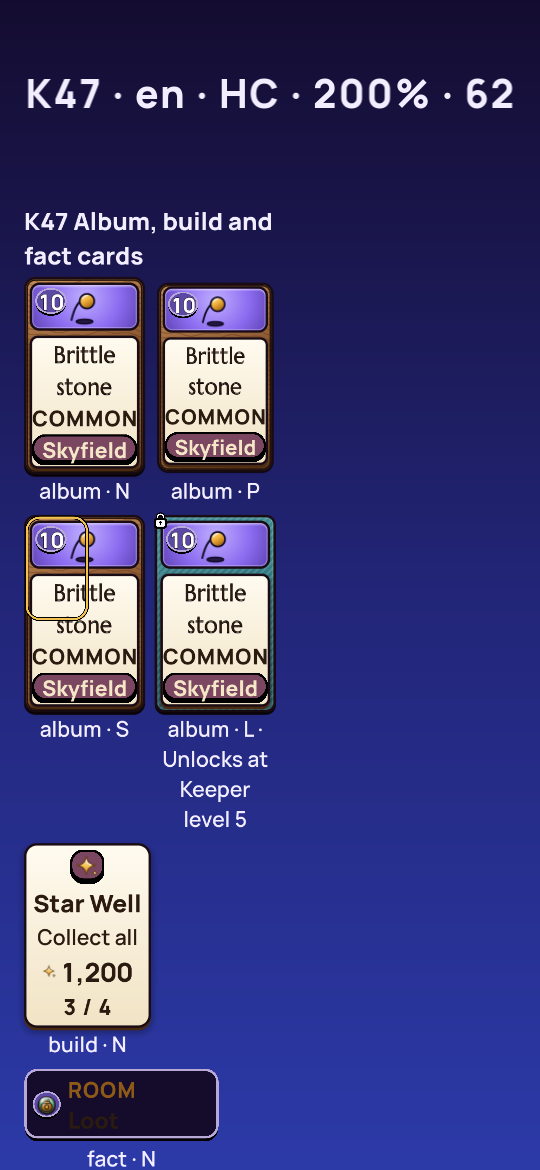 K47 · en · HC · 200% · 62
K47 Album, build and
fact cards
10
Brittle
stone
COMMON
Skyfield
album · N
10
Brittle
stone
COMMON
Skyfield
album · P
10
Brittle
stone
COMMON
Skyfield
album · S
10
Brittle
stone
COMMON
Skyfield
album · L ·
Unlocks at
Keeper
level 5
Star Well
Collect all
1,200
3 / 4
build · N
ROOM
Loot
fact · N